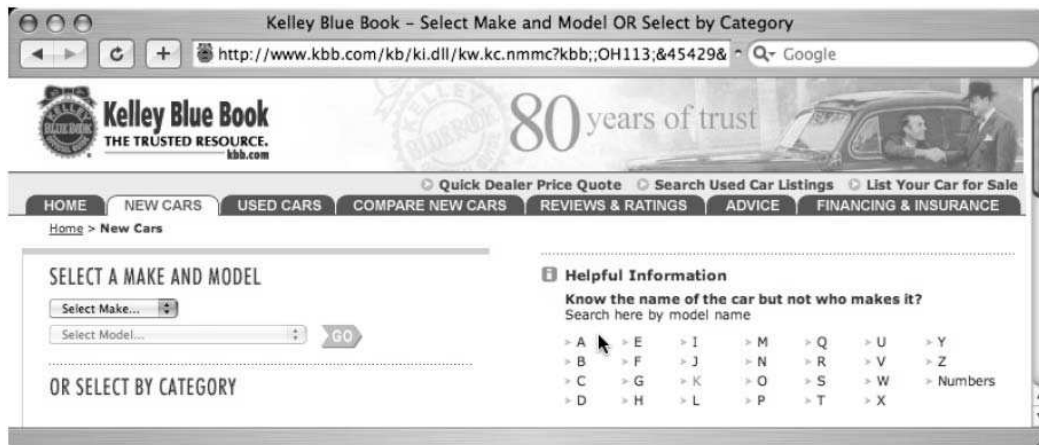 Kelley Blue Book – Select Make and Model OR Select by Category
http://www.kbb.com/kb/ki.dll/kw.kc.nmmc?kbb;;OH113;&45429& Google
KELLEY BLUE BOOK
Kelley Blue Book
THE TRUSTED RESOURCE.
kbb.com
80 years of trust
Quick Dealer Price Quote Search Used Car Listings List Your Car for Sale
HOME NEW CARS USED CARS COMPARE NEW CARS REVIEWS & RATINGS ADVICE FINANCING & INSURANCE
Home > New Cars
SELECT A MAKE AND MODEL
Select Make...
Select Model... GO
OR SELECT BY CATEGORY
Helpful Information
Know the name of the car but not who makes it?
Search here by model name
A E I M Q U Y
B F J N R V Z
C G K O S W Numbers
D H L P T X